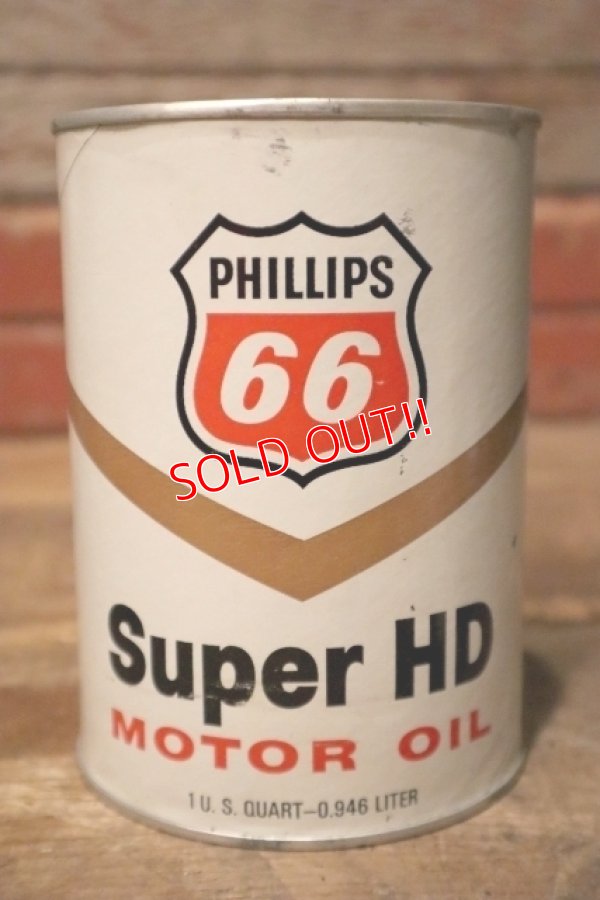 PHILLIPS
66
SOLD OUT!!
Super HD
MOTOR OIL
1 U. S. QUART–0.946 LITER